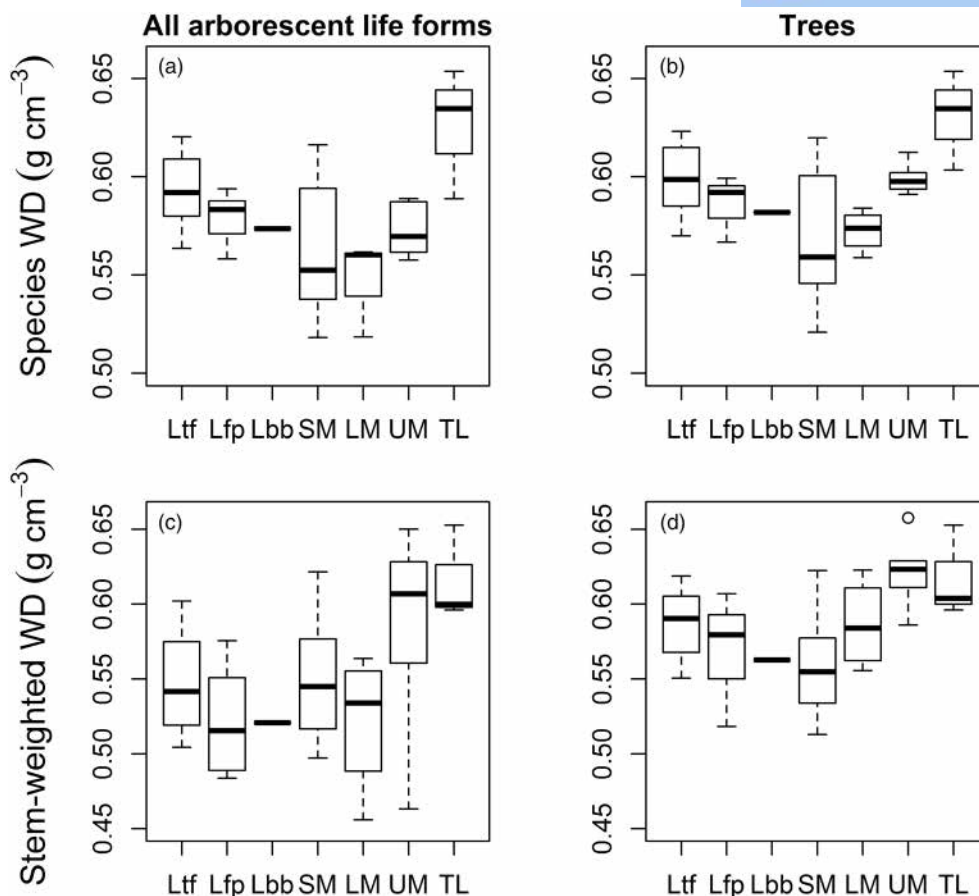 All arborescent life forms
Trees
Species WD (g cm⁻³)
(a)
0.65
0.60
0.55
0.50
Ltf Lfp Lbb SM LM UM TL
(b)
0.65
0.60
0.55
0.50
Ltf Lfp Lbb SM LM UM TL
Stem-weighted WD (g cm⁻³)
(c)
0.65
0.60
0.55
0.50
0.45
Ltf Lfp Lbb SM LM UM TL
(d)
0.65
0.60
0.55
0.50
0.45
Ltf Lfp Lbb SM LM UM TL